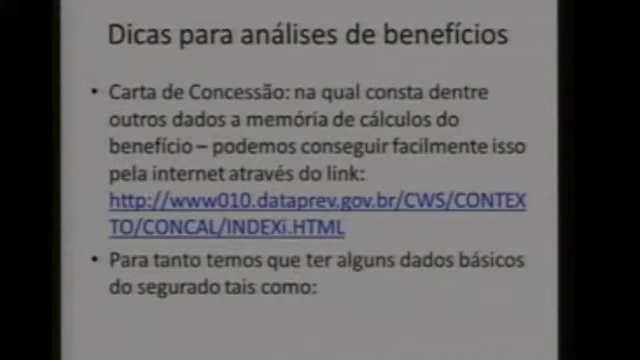 Dicas para análises de benefícios
• Carta de Concessão: na qual consta dentre
outros dados a memória de cálculos do
benefício – podemos conseguir facilmente isso
pela internet através do link:
http://www010.dataprev.gov.br/CWS/CONTEX
TO/CONCAL/INDEXi.HTML
• Para tanto temos que ter alguns dados básicos
do segurado tais como: